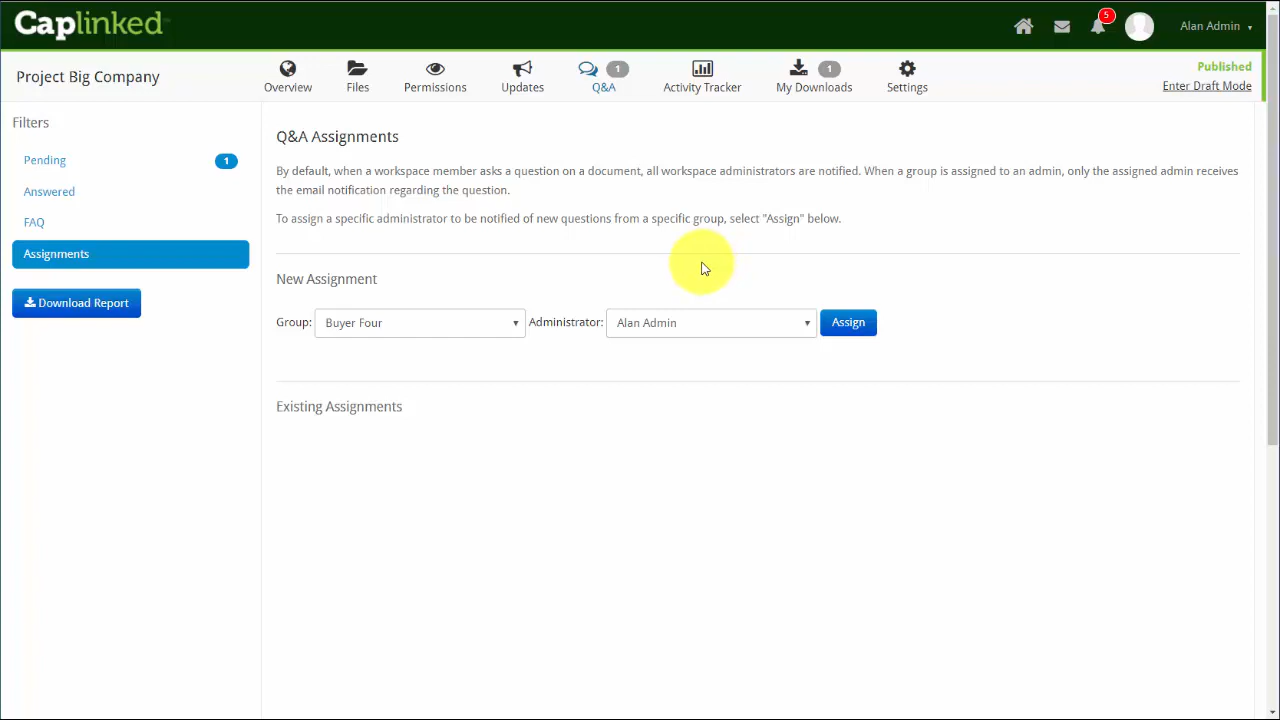 Caplinked
5
Alan Admin
Project Big Company
Overview
Files
Permissions
Updates
1
Q&A
Activity Tracker
1
My Downloads
Settings
Published
Enter Draft Mode
Filters
Pending
1
Answered
FAQ
Assignments
Download Report
Q&A Assignments
By default, when a workspace member asks a question on a document, all workspace administrators are notified. When a group is assigned to an admin, only the assigned admin receives
the email notification regarding the question.
To assign a specific administrator to be notified of new questions from a specific group, select "Assign" below.
New Assignment
Group: Buyer Four Administrator: Alan Admin Assign
Existing Assignments